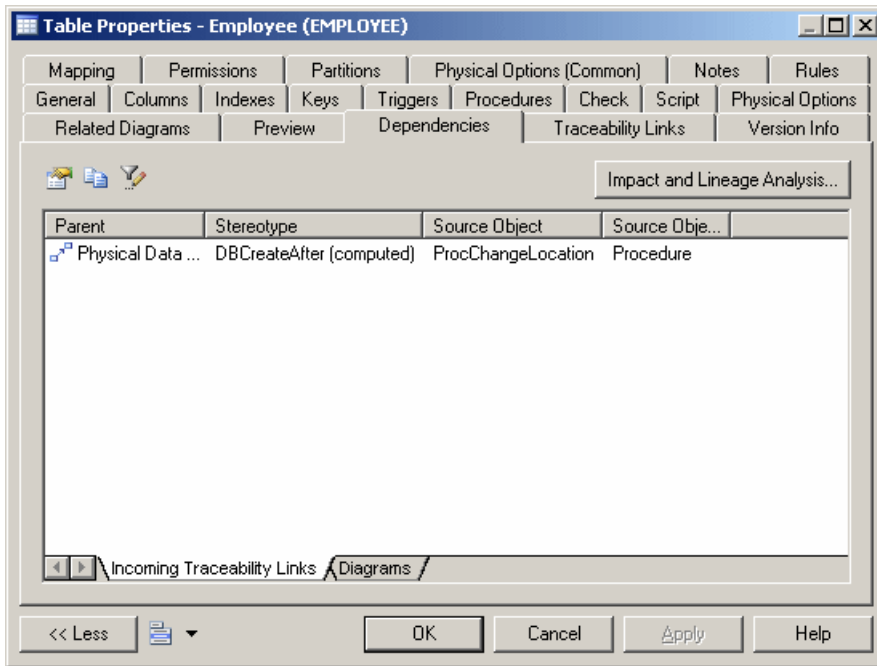 Table Properties - Employee (EMPLOYEE)
Mapping Permissions Partitions Physical Options (Common) Notes Rules
General Columns Indexes Keys Triggers Procedures Check Script Physical Options
Related Diagrams Preview Dependencies Traceability Links Version Info
Impact and Lineage Analysis...
Parent Stereotype Source Object Source Obje...
Physical Data ... DBCreateAfter (computed) ProcChangeLocation Procedure
Incoming Traceability Links Diagrams
<< Less OK Cancel Apply Help